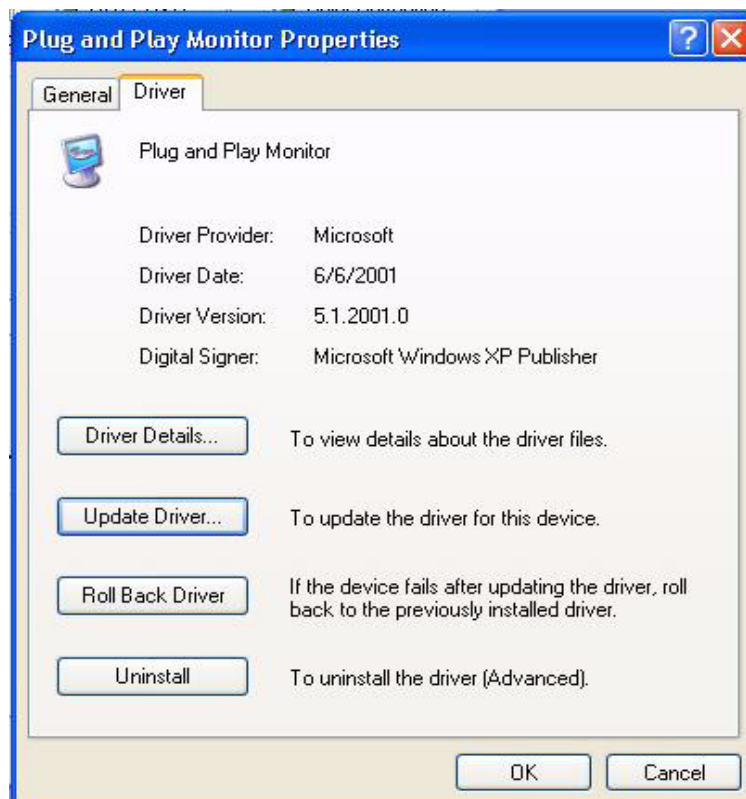 Plug and Play Monitor Properties
General Driver
Plug and Play Monitor
Driver Provider: Microsoft
Driver Date: 6/6/2001
Driver Version: 5.1.2001.0
Digital Signer: Microsoft Windows XP Publisher
Driver Details... To view details about the driver files.
Update Driver... To update the driver for this device.
Roll Back Driver If the device fails after updating the driver, roll
back to the previously installed driver.
Uninstall To uninstall the driver (Advanced).
OK Cancel